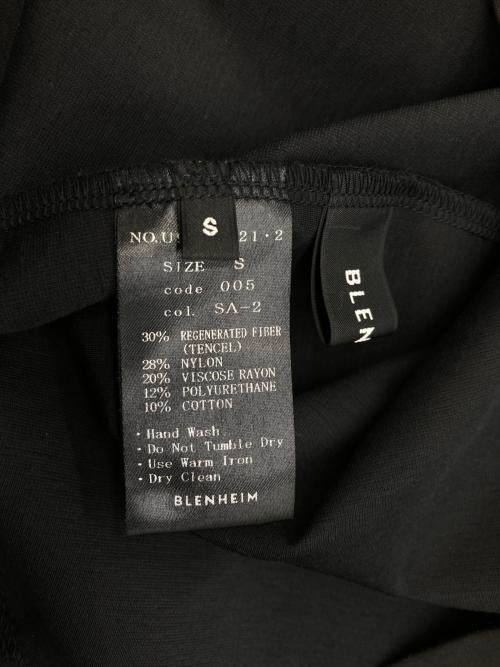 S
NO.U 21・2
SIZE S
code 005
col. SA-2
30% REGENERATED FIBER
(TENCEL)
28% NYLON
20% VISCOSE RAYON
12% POLYURETHANE
10% COTTON
・Hand Wash
・Do Not Tumble Dry
・Use Warm Iron
・Dry Clean
BLENHEIM
BLEN